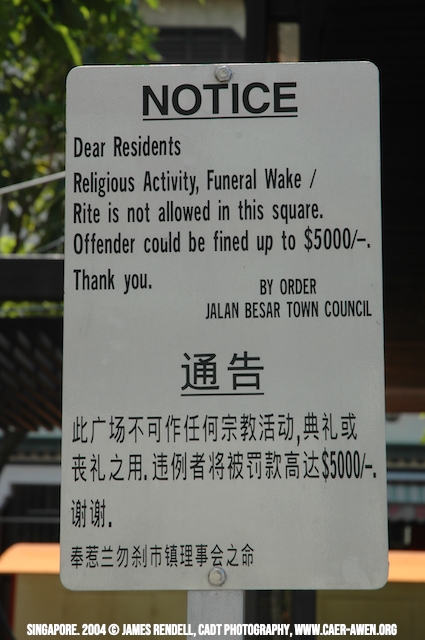 NOTICE
Dear Residents
Religious Activity, Funeral Wake /
Rite is not allowed in this square.
Offender could be fined up to $5000/-.
Thank you.
BY ORDER
JALAN BESAR TOWN COUNCIL
通告
此广场不可作任何宗教活动,典礼或
丧礼之用.违例者将被罚款高达$5000/-.
谢谢.
奉惹兰勿刹市镇理事会之命
SINGAPORE. 2004 © JAMES RENDELL, CADT PHOTOGRAPHY, WWW.CAER-AWEN.ORG